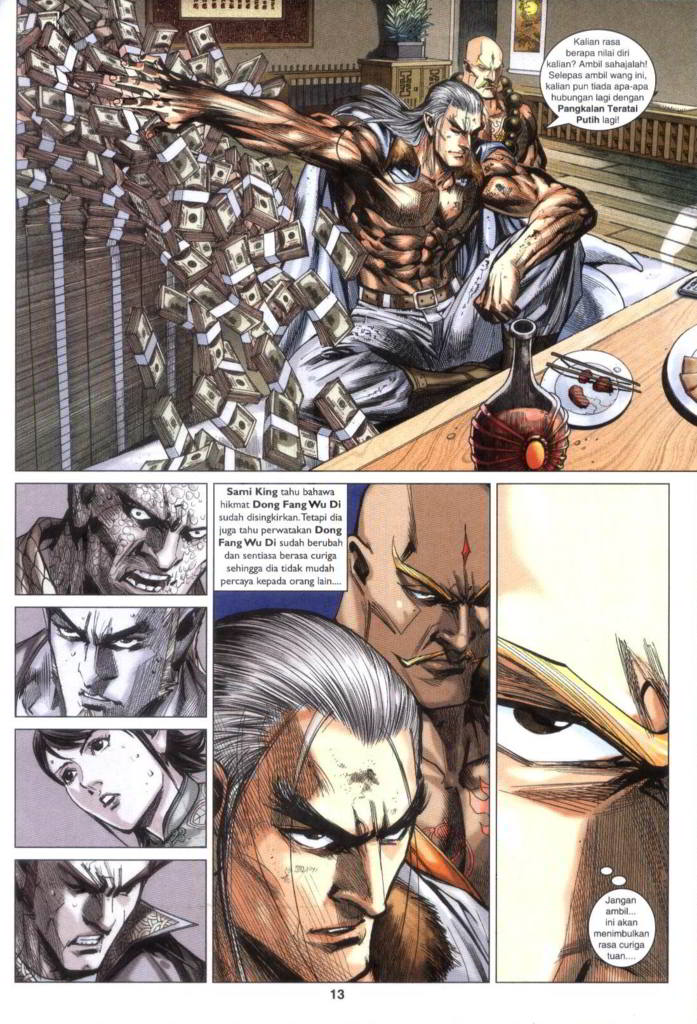 Kalian rasa
berapa nilai diri
kalian? Ambil sahajalah!
Selepas ambil wang ini,
kalian pun tiada apa-apa
hubungan lagi dengan
Pangkalan Teratai
Putih lagi!
Sami King tahu bahawa
hikmat Dong Fang Wu Di
sudah disingkirkan. Tetapi dia
juga tahu perwatakan Dong
Fang Wu Di sudah berubah
dan sentiasa berasa curiga
sehingga dia tidak mudah
percaya kepada orang lain....
Jangan
ambil...
ini akan
menimbulkan
rasa curiga
tuan....
13